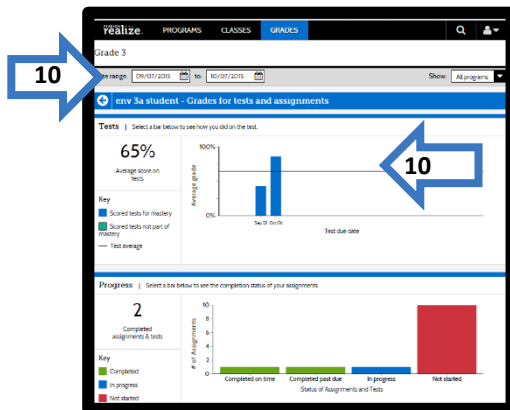 realize. PROGRAMS CLASSES GRADES
Grade 3
10
range 09/07/2015 to 10/07/2015 Show: All programs
env 3a student - Grades for tests and assignments
Tests | Select a bar below to see how you did on the test.
65%
Average score on
tests
Key
Scored tests for mastery
Scored tests not part of
mastery
Test average
Average grade
100%
0%
Sep 23 Oct 06
Test due date
10
Progress | Select a bar below to see the completion status of your assignments.
2
Completed
assignments & tests
Key
Completed
In progress
Not started
# of Assignments
10
8
6
4
2
0
Completed on time Completed past due In progress Not started
Status of Assignments and Tests